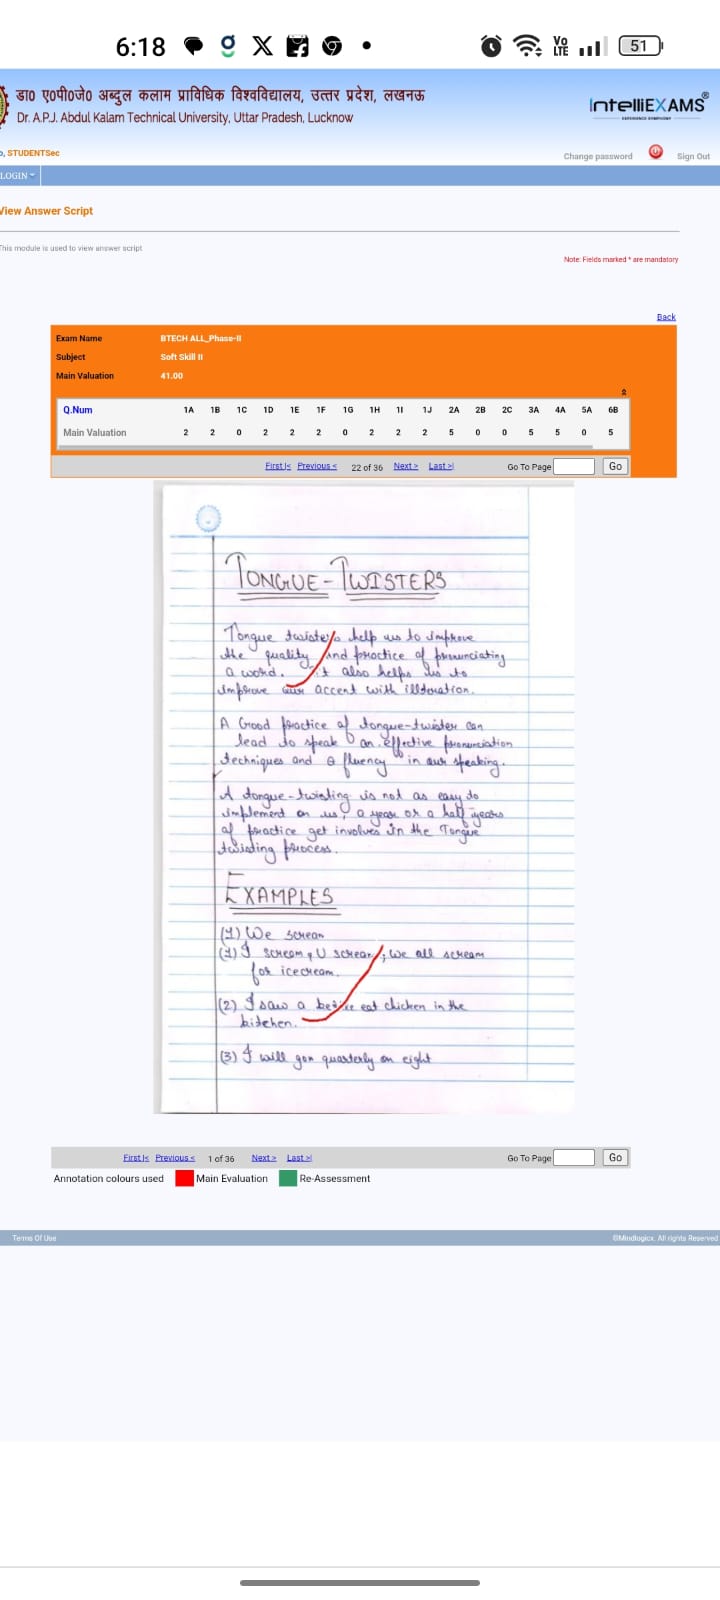 6:18
Vo LTE
51
डा0 ए0पी0जे0 अब्दुल कलाम प्राविधिक विश्वविद्यालय, उत्तर प्रदेश, लखनऊ
Dr. A.P.J. Abdul Kalam Technical University, Uttar Pradesh, Lucknow
IntelliEXAMS®
o, STUDENTSec
Change password
Sign Out
LOGIN
View Answer Script
This module is used to view answer script
Note: Fields marked * are mandatory
Back
Exam Name BTECH ALL_Phase-II
Subject Soft Skill II
Main Valuation 41.00
Q.Num 1A 1B 1C 1D 1E 1F 1G 1H 1I 1J 2A 2B 2C 3A 4A 5A 6B
Main Valuation 2 2 0 2 2 2 0 2 2 2 5 0 0 5 5 0 5
First|< Previous < 22 of 36 Next > Last >| Go To Page Go
TONGUE-TWISTERS
Tongue twisters help us to improve
the quality and practice of pronunciating
a word. It also helps us to
improve our accent with
A Good practice of tongue-twister can
lead to speak an effective pronunciation
techniques and a fluency in our speaking.
A tongue-twisting is not as easy to
implement on us, a year or a half years
of practice get involves in the Tongue
twisting process.
EXAMPLES
(1) We scream
(1) I scream, U scream; we all scream
for icecream.
(2) I saw a eat chicken in the
kitchen.
(3) I will gon quarterly on eight
First|< Previous < 1 of 36 Next > Last >| Go To Page Go
Annotation colours used Main Evaluation Re-Assessment
Terms Of Use
©Mindlogicx. All rights Reserved